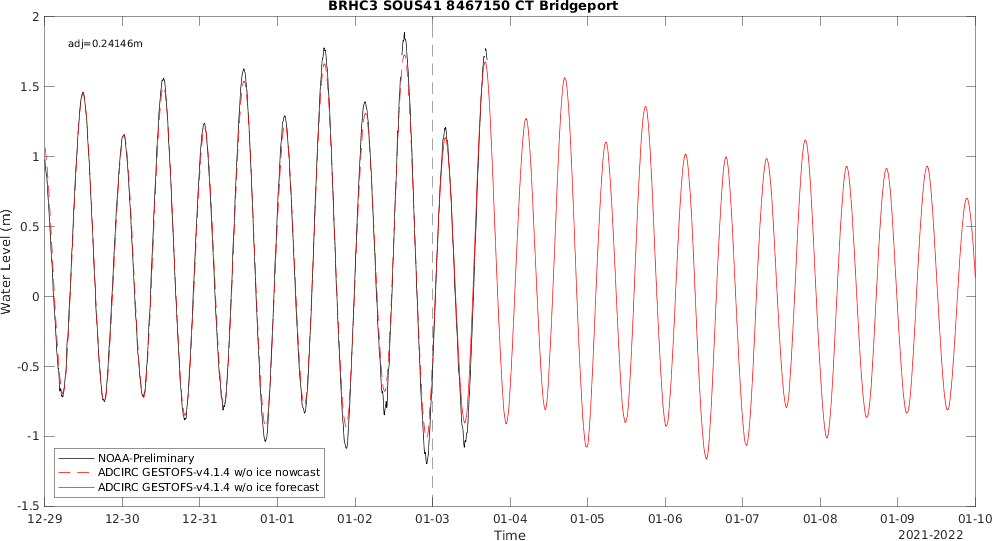 BRHC3 SOUS41 8467150 CT Bridgeport
adj=0.24146m
Water Level (m)
2
1.5
1
0.5
0
-0.5
-1
-1.5
NOAA-Preliminary
ADCIRC GESTOFS-v4.1.4 w/o ice nowcast
ADCIRC GESTOFS-v4.1.4 w/o ice forecast
12-29 12-30 12-31 01-01 01-02 01-03 01-04 01-05 01-06 01-07 01-08 01-09 01-10
Time
2021-2022